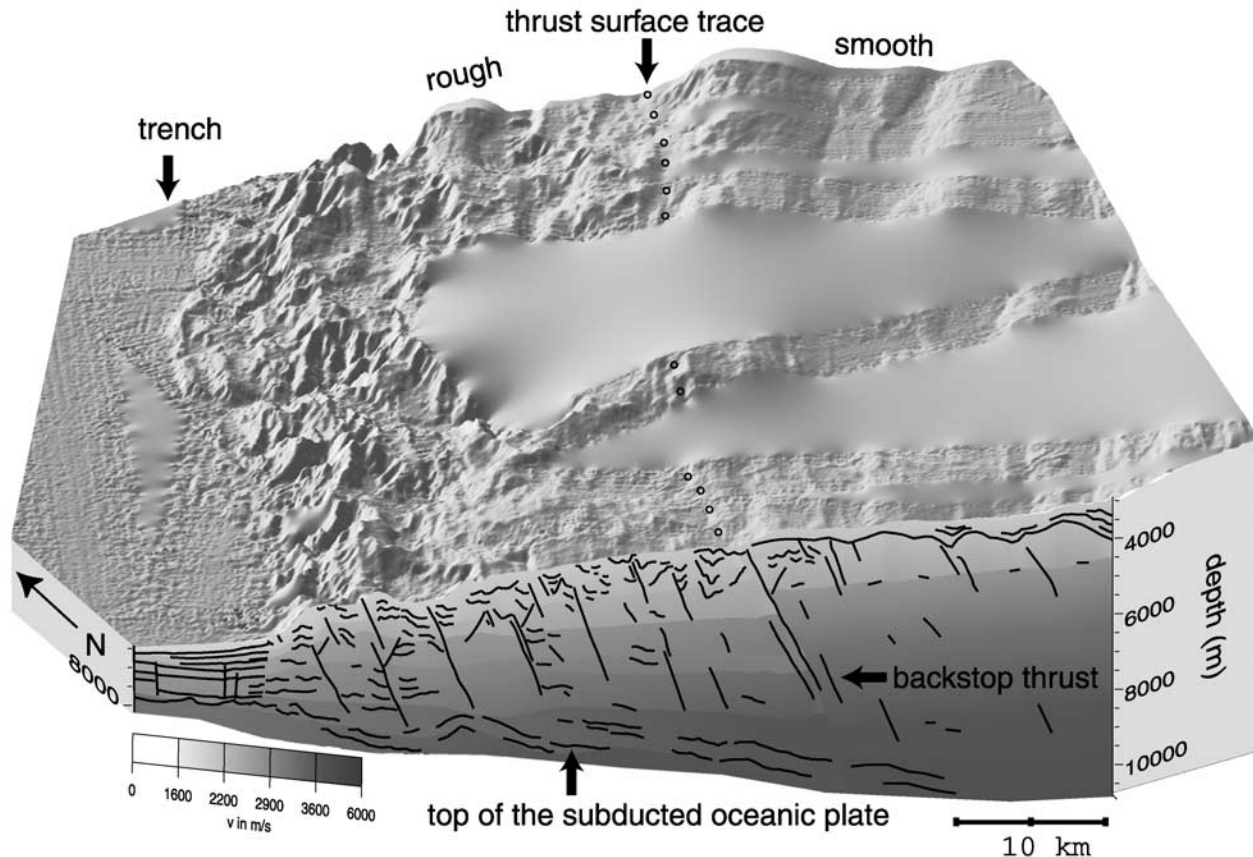 thrust surface trace
smooth
rough
trench
N
8000
4000
6000
8000
10000
depth (m)
backstop thrust
0 1600 2200 2900 3600 6000
v in m/s
top of the subducted oceanic plate
10 km